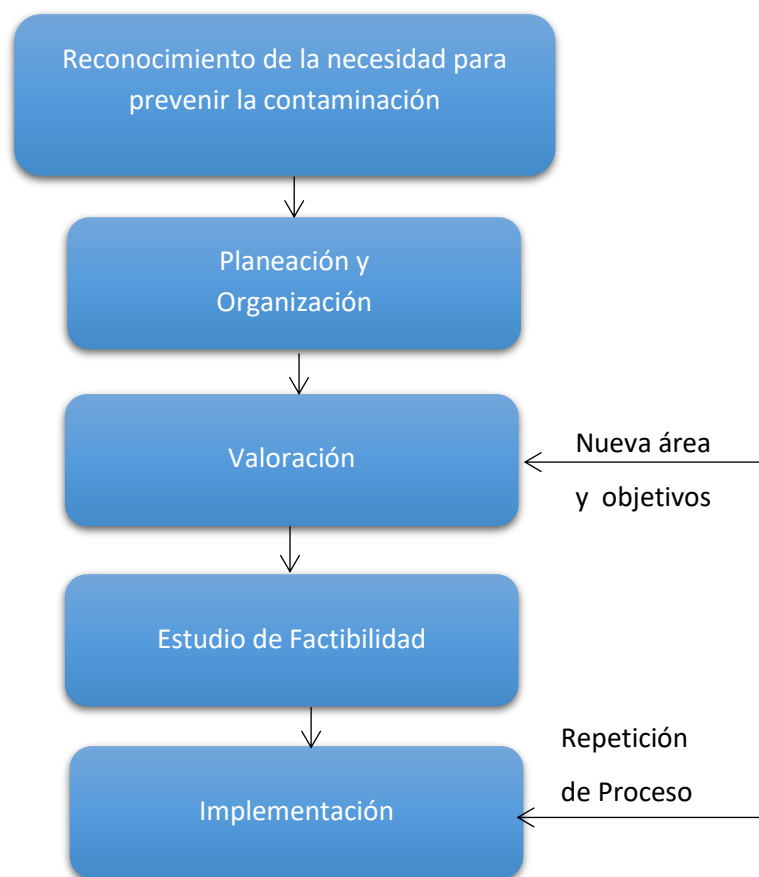 Reconocimiento de la necesidad para
prevenir la contaminación
Planeación y
Organización
Valoración
Nueva área
y objetivos
Estudio de Factibilidad
Repetición
de Proceso
Implementación